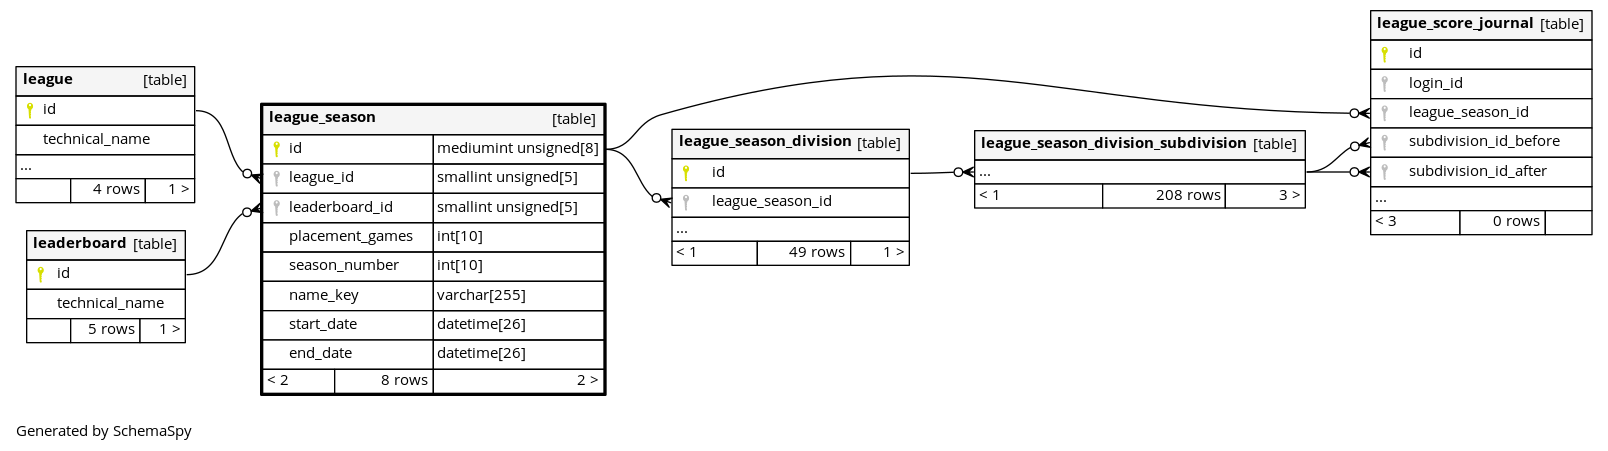 league [table]
id
technical_name
...
4 rows 1 >
leaderboard [table]
id
technical_name
5 rows 1 >
league_season [table]
id mediumint unsigned[8]
league_id smallint unsigned[5]
leaderboard_id smallint unsigned[5]
placement_games int[10]
season_number int[10]
name_key varchar[255]
start_date datetime[26]
end_date datetime[26]
< 2 8 rows 2 >
league_season_division [table]
id
league_season_id
...
< 1 49 rows 1 >
league_season_division_subdivision [table]
...
< 1 208 rows 3 >
league_score_journal [table]
id
login_id
league_season_id
subdivision_id_before
subdivision_id_after
...
< 3 0 rows
Generated by SchemaSpy